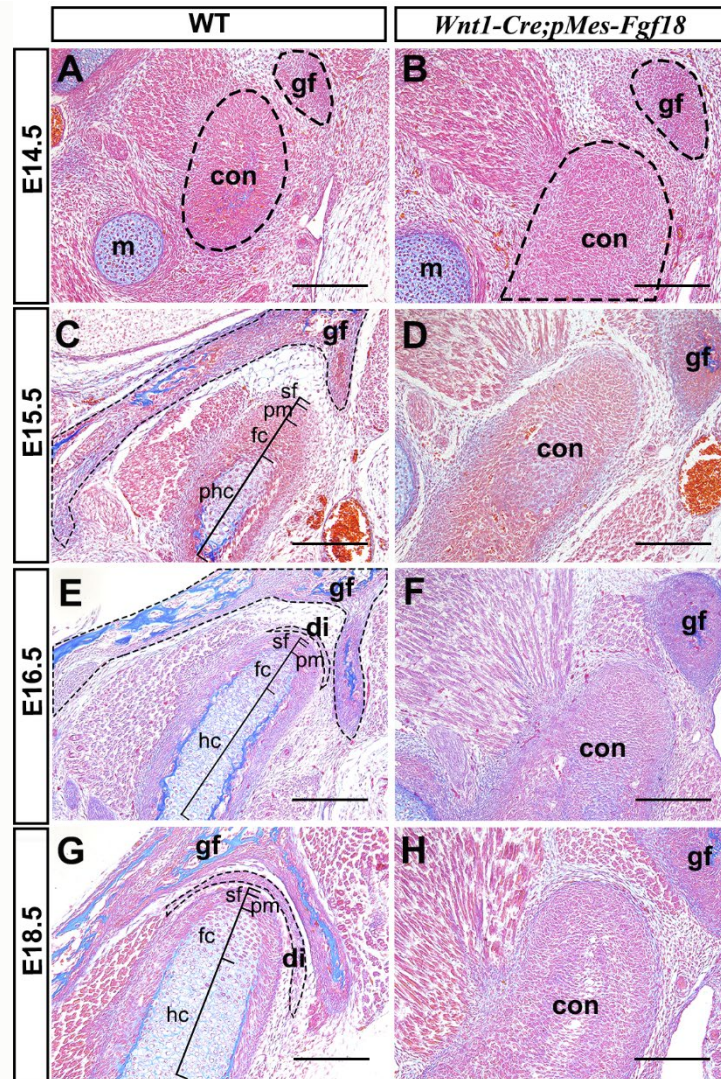 WT
Wnt1-Cre;pMes-Fgf18
E14.5
A
gf
con
m
B
gf
con
m
E15.5
C
gf
sf
pm
fc
phc
D
gf
con
E16.5
E
gf
di
sf
pm
fc
hc
F
gf
con
E18.5
G
gf
sf
pm
fc
di
hc
H
gf
con